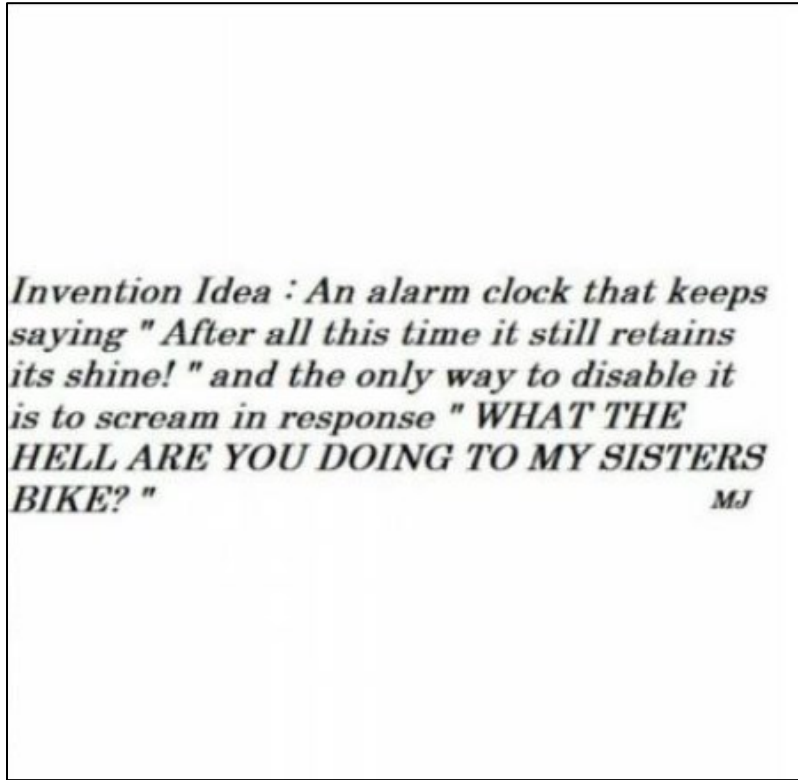 Invention Idea : An alarm clock that keeps
saying " After all this time it still retains
its shine! " and the only way to disable it
is to scream in response " WHAT THE
HELL ARE YOU DOING TO MY SISTERS
BIKE? "
MJ